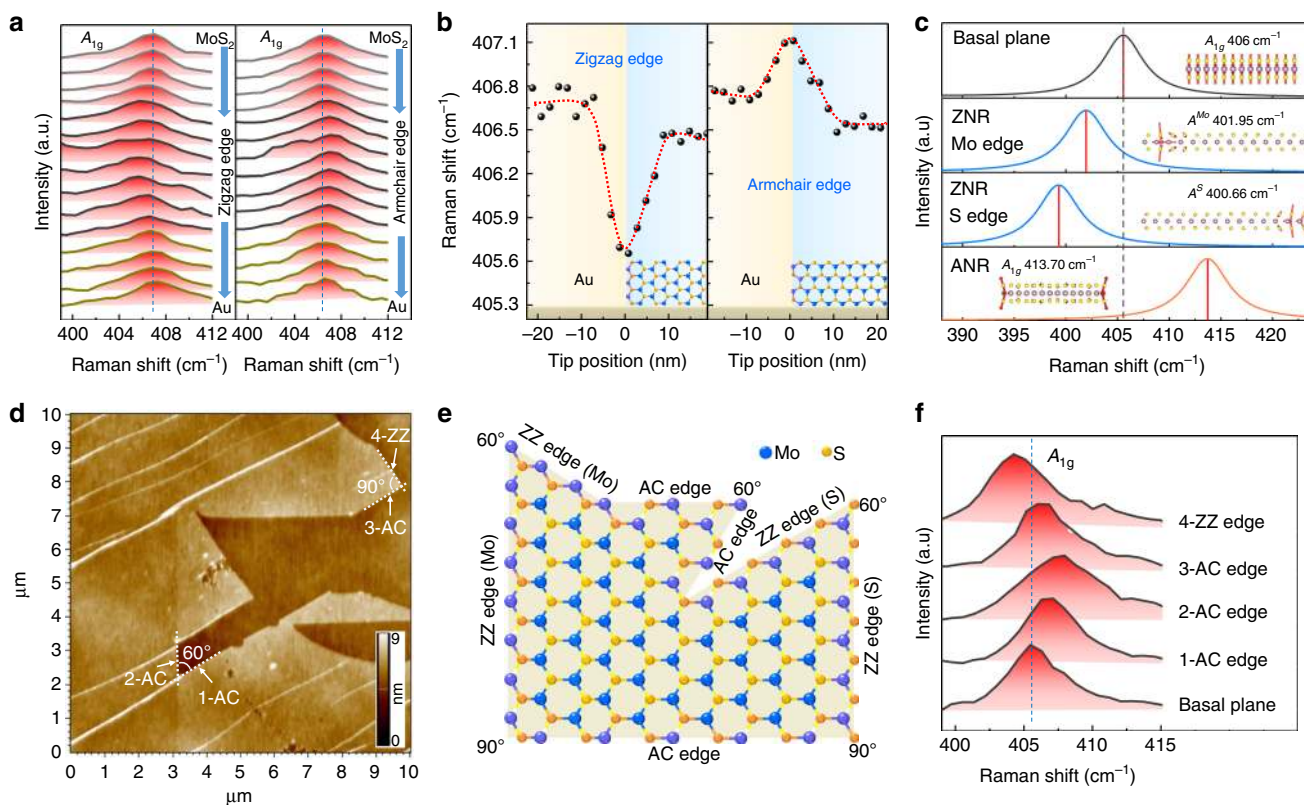 a
A1g
MoS2
A1g
MoS2
Zigzag edge
Armchair edge
Au
Au
Intensity (a.u.)
400 404 408 412 400 404 408 412
Raman shift (cm−1)
Raman shift (cm−1)
b
407.1
406.8
406.5
406.2
405.9
405.6
405.3
Raman shift (cm−1)
Zigzag edge
Armchair edge
Au
Au
−20 −10 0 10 −10 0 10 20
Tip position (nm)
Tip position (nm)
c
Basal plane
A1g 406 cm−1
ZNR
Mo edge
AMo 401.95 cm−1
ZNR
S edge
AS 400.66 cm−1
ANR
A1g 413.70 cm−1
Intensity (a.u)
390 395 400 405 410 415 420
Raman shift (cm−1)
d
10
9
8
7
6
5
4
3
2
1
0
μm
4-ZZ
90°
3-AC
60°
2-AC
1-AC
9
nm
0
0 1 2 3 4 5 6 7 8 9 10
μm
e
60°
ZZ edge (Mo)
Mo
S
AC edge
60°
60°
ZZ edge (S)
AC edge
ZZ edge (Mo)
ZZ edge (S)
90°
AC edge
90°
f
A1g
4-ZZ edge
3-AC edge
2-AC edge
1-AC edge
Basal plane
Intensity (a.u)
400 405 410 415
Raman shift (cm−1)